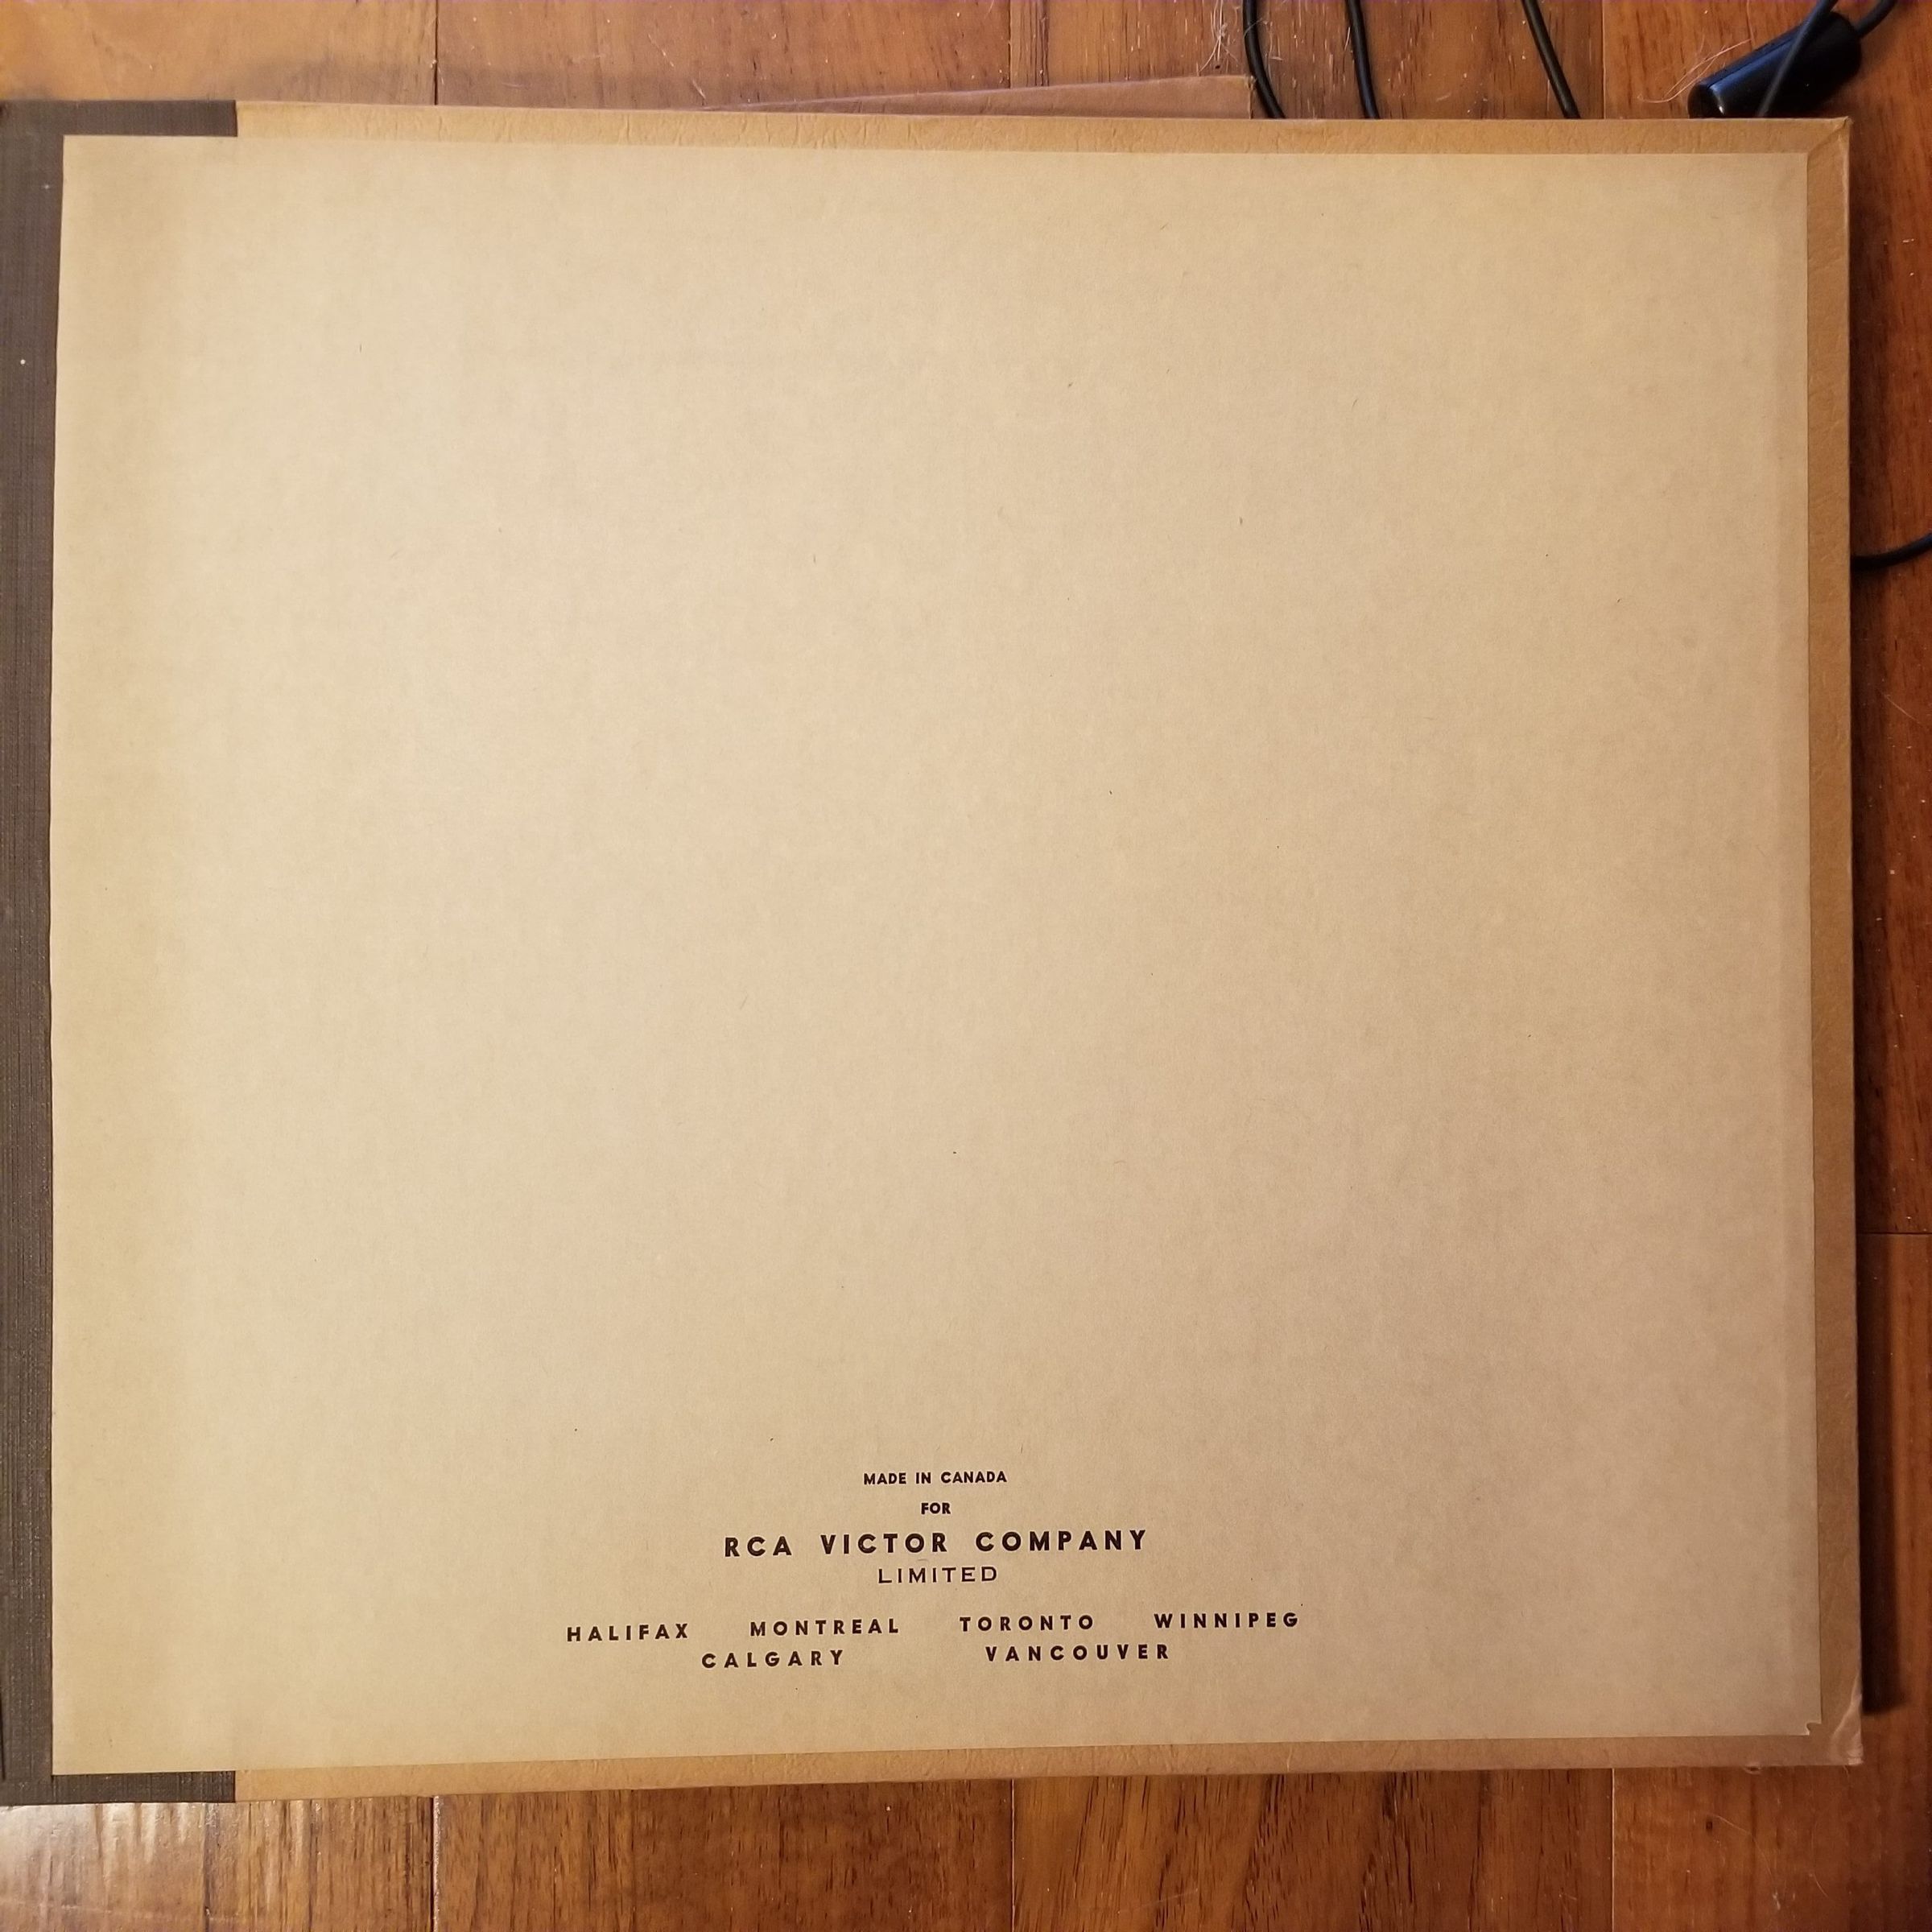 MADE IN CANADA
FOR
RCA VICTOR COMPANY
LIMITED
HALIFAX MONTREAL TORONTO WINNIPEG
CALGARY VANCOUVER